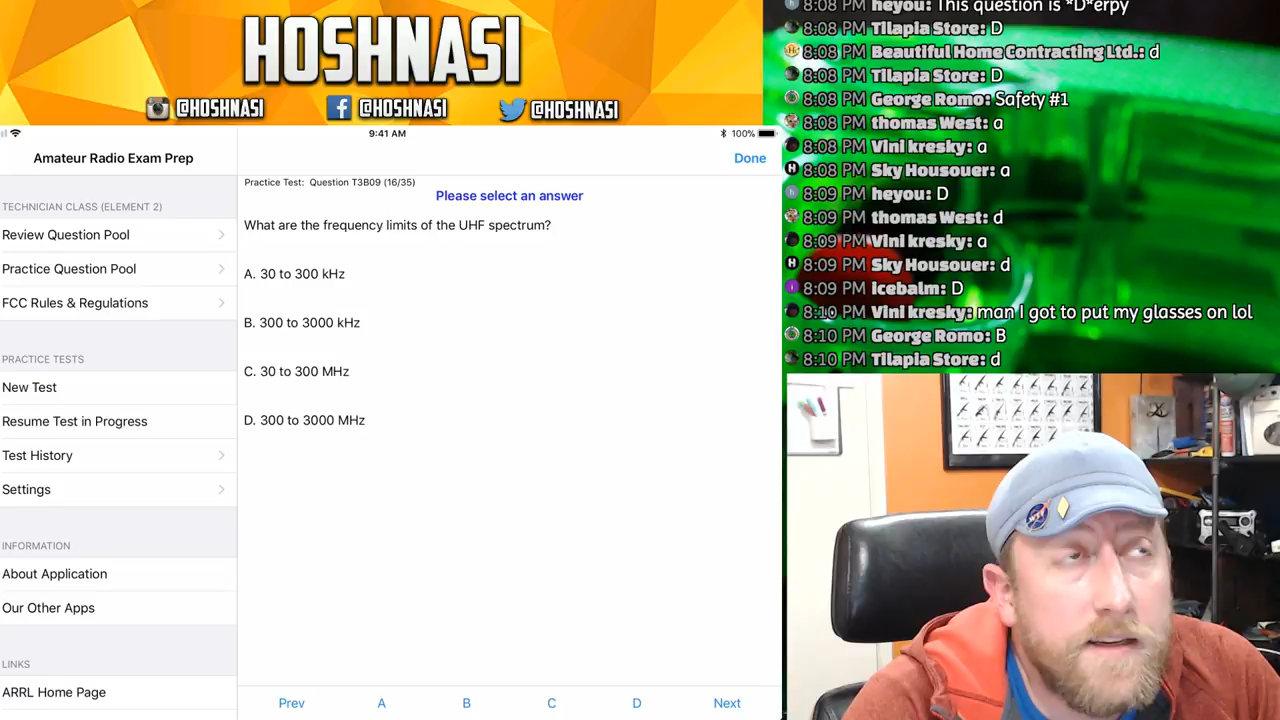 HOSHNASI
@HOSHNASI
@HOSHNASI
@HOSHNASI
9:41 AM
100%
Amateur Radio Exam Prep
Done
TECHNICIAN CLASS (ELEMENT 2)
Review Question Pool
Practice Question Pool
FCC Rules & Regulations
PRACTICE TESTS
New Test
Resume Test in Progress
Test History
Settings
INFORMATION
About Application
Our Other Apps
LINKS
ARRL Home Page
Practice Test: Question T3B09 (16/35)
Please select an answer
What are the frequency limits of the UHF spectrum?
A. 30 to 300 kHz
B. 300 to 3000 kHz
C. 30 to 300 MHz
D. 300 to 3000 MHz
Prev A B C D Next
8:08 PM heyou: This question is *D*erpy
8:08 PM Tilapia Store: D
8:08 PM Beautiful Home Contracting Ltd.: d
8:08 PM Tilapia Store: D
8:08 PM George Romo: Safety #1
8:08 PM thomas West: a
8:08 PM Vini kresky: a
8:08 PM Sky Housouer: a
8:09 PM heyou: D
8:09 PM thomas West: d
8:09 PM Vini kresky: a
8:09 PM Sky Housouer: d
8:09 PM icebalm: D
8:10 PM Vini kresky: man I got to put my glasses on lol
8:10 PM George Romo: B
8:10 PM Tilapia Store: d